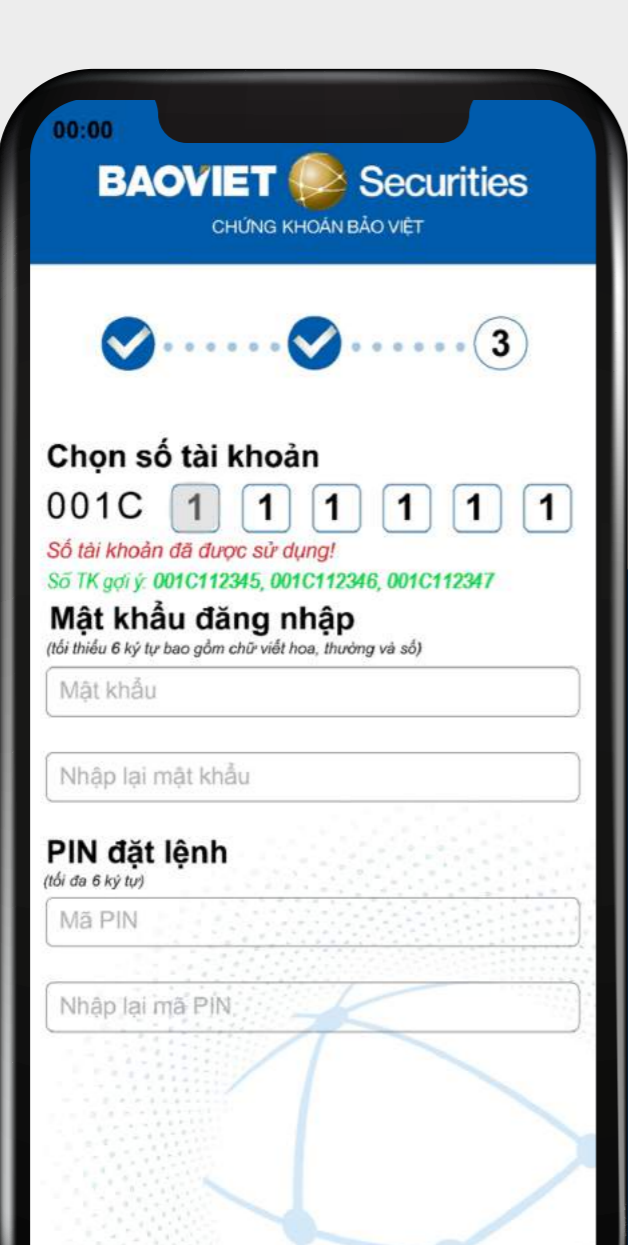 00:00
BAOVIET Securities
CHỨNG KHOÁN BẢO VIỆT
3
Chọn số tài khoản
001C 1 1 1 1 1 1
Số tài khoản đã được sử dụng!
Số TK gợi ý: 001C112345, 001C112346, 001C112347
Mật khẩu đăng nhập
(tối thiểu 6 ký tự bao gồm chữ viết hoa, thường và số)
Mật khẩu
Nhập lại mật khẩu
PIN đặt lệnh
(tối đa 6 ký tự)
Mã PIN
Nhập lại mã PIN